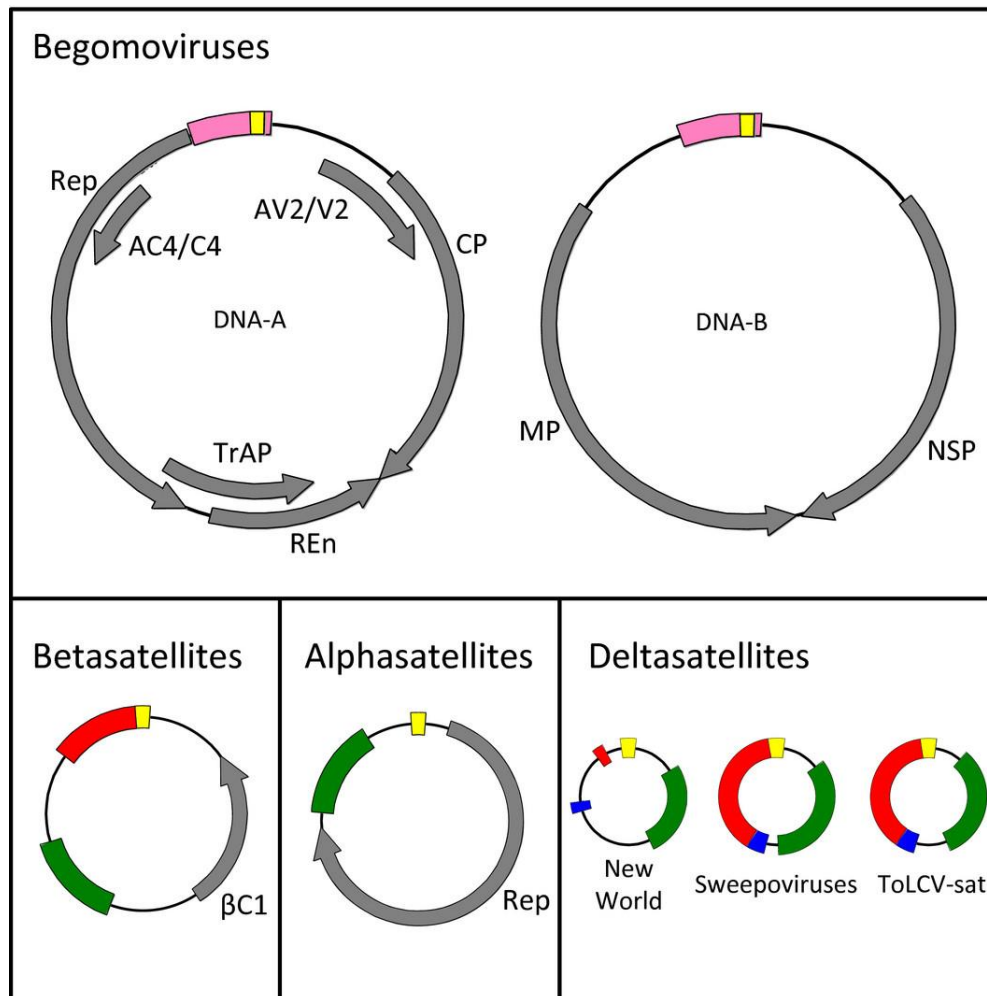 Begomoviruses
Rep
AC4/C4
AV2/V2
CP
DNA-A
TrAP
REn
DNA-B
MP
NSP
Betasatellites
βC1
Alphasatellites
Rep
Deltasatellites
New
World
Sweepoviruses
ToLCV-sat